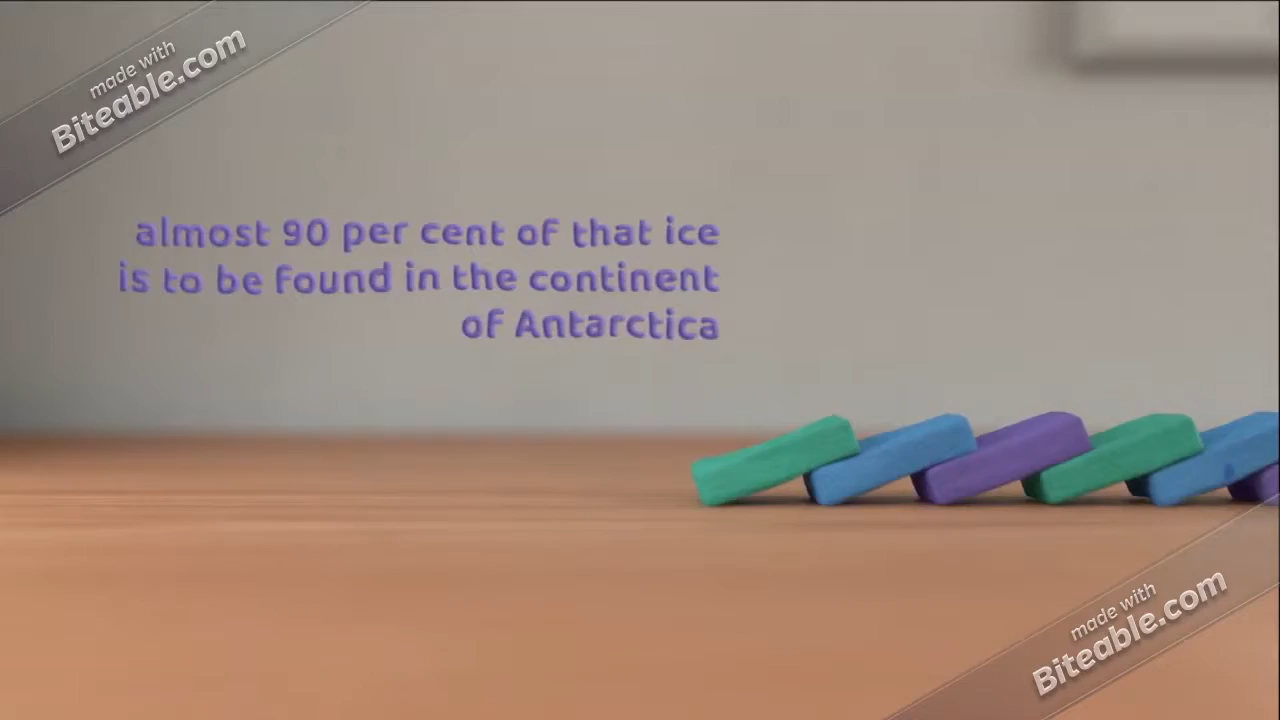 made with
Biteable.com
almost 90 per cent of that ice
is to be found in the continent
of Antarctica
made with
Biteable.com